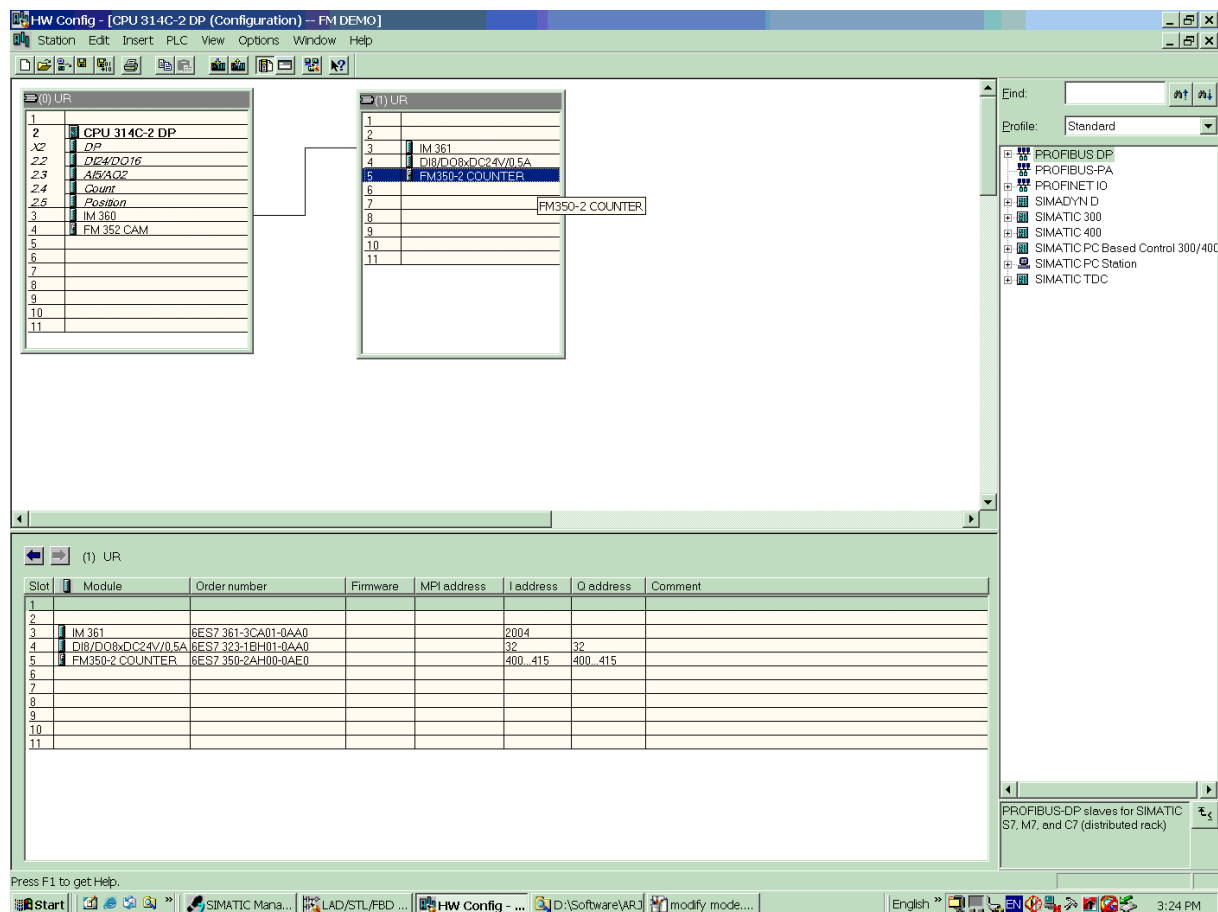 HW Config - [CPU 314C-2 DP (Configuration) -- FM DEMO]
Station Edit Insert PLC View Options Window Help
(0) UR
1
2 CPU 314C-2 DP
X2 DP
2.2 DI24/DO16
2.3 AI5/AO2
2.4 Count
2.5 Position
3 IM 360
4 FM 352 CAM
5
6
7
8
9
10
11
(1) UR
1
2
3 IM 361
4 DI8/DO8xDC24V/0,5A
5 FM350-2 COUNTER
6
7
8
9
10
11
FM350-2 COUNTER
Find:
Profile: Standard
PROFIBUS DP
PROFIBUS-PA
PROFINET IO
SIMADYN D
SIMATIC 300
SIMATIC 400
SIMATIC PC Based Control 300/400
SIMATIC PC Station
SIMATIC TDC
(1) UR
Slot Module Order number Firmware MPI address I address Q address Comment
1
2
3 IM 361 6ES7 361-3CA01-0AA0 2004
4 DI8/DO8xDC24V/0,5A 6ES7 323-1BH01-0AA0 32 32
5 FM350-2 COUNTER 6ES7 350-2AH00-0AE0 400...415 400...415
6
7
8
9
10
11
PROFIBUS-DP slaves for SIMATIC
S7, M7, and C7 (distributed rack)
Press F1 to get Help.
Start » SIMATIC Mana... LAD/STL/FBD ... HW Config - ... D:\Software\ARJ modify mode.... English » EN 3:24 PM